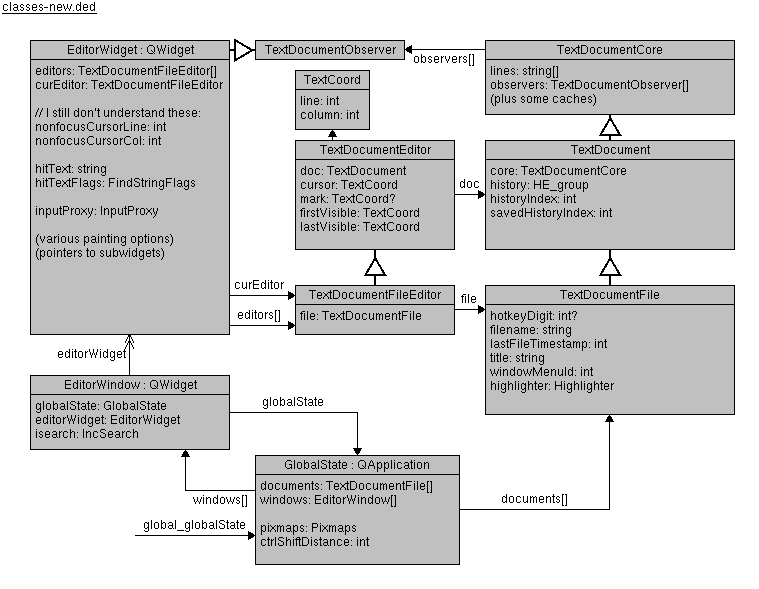 classes-new.ded
EditorWidget : QWidget
editors: TextDocumentFileEditor[]
curEditor: TextDocumentFileEditor
// I still don't understand these:
nonfocusCursorLine: int
nonfocusCursorCol: int
hitText: string
hitTextFlags: FindStringFlags
inputProxy: InputProxy
(various painting options)
(pointers to subwidgets)
TextDocumentObserver
observers[]
TextDocumentCore
lines: string[]
observers: TextDocumentObserver[]
(plus some caches)
TextCoord
line: int
column: int
TextDocumentEditor
doc: TextDocument
cursor: TextCoord
mark: TextCoord?
firstVisible: TextCoord
lastVisible: TextCoord
doc
TextDocument
core: TextDocumentCore
history: HE_group
historyIndex: int
savedHistoryIndex: int
curEditor
editors[]
TextDocumentFileEditor
file: TextDocumentFile
file
TextDocumentFile
hotkeyDigit: int?
filename: string
lastFileTimestamp: int
title: string
windowMenuId: int
highlighter: Highlighter
editorWidget
EditorWindow : QWidget
globalState: GlobalState
editorWidget: EditorWidget
isearch: IncSearch
globalState
windows[]
global_globalState
GlobalState : QApplication
documents: TextDocumentFile[]
windows: EditorWindow[]
pixmaps: Pixmaps
ctrlShiftDistance: int
documents[]